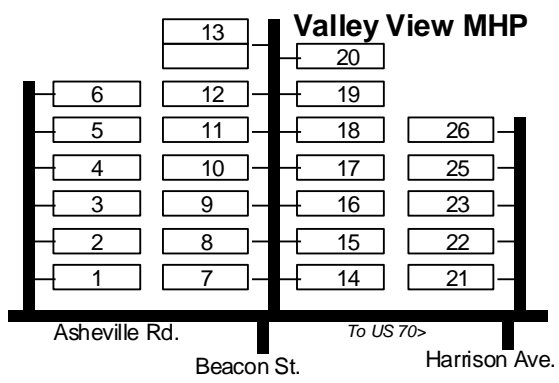 Valley View MHP
13
20
6 12 19
5 11 18 26
4 10 17 25
3 9 16 23
2 8 15 22
1 7 14 21
Asheville Rd. To US 70>
Beacon St. Harrison Ave.